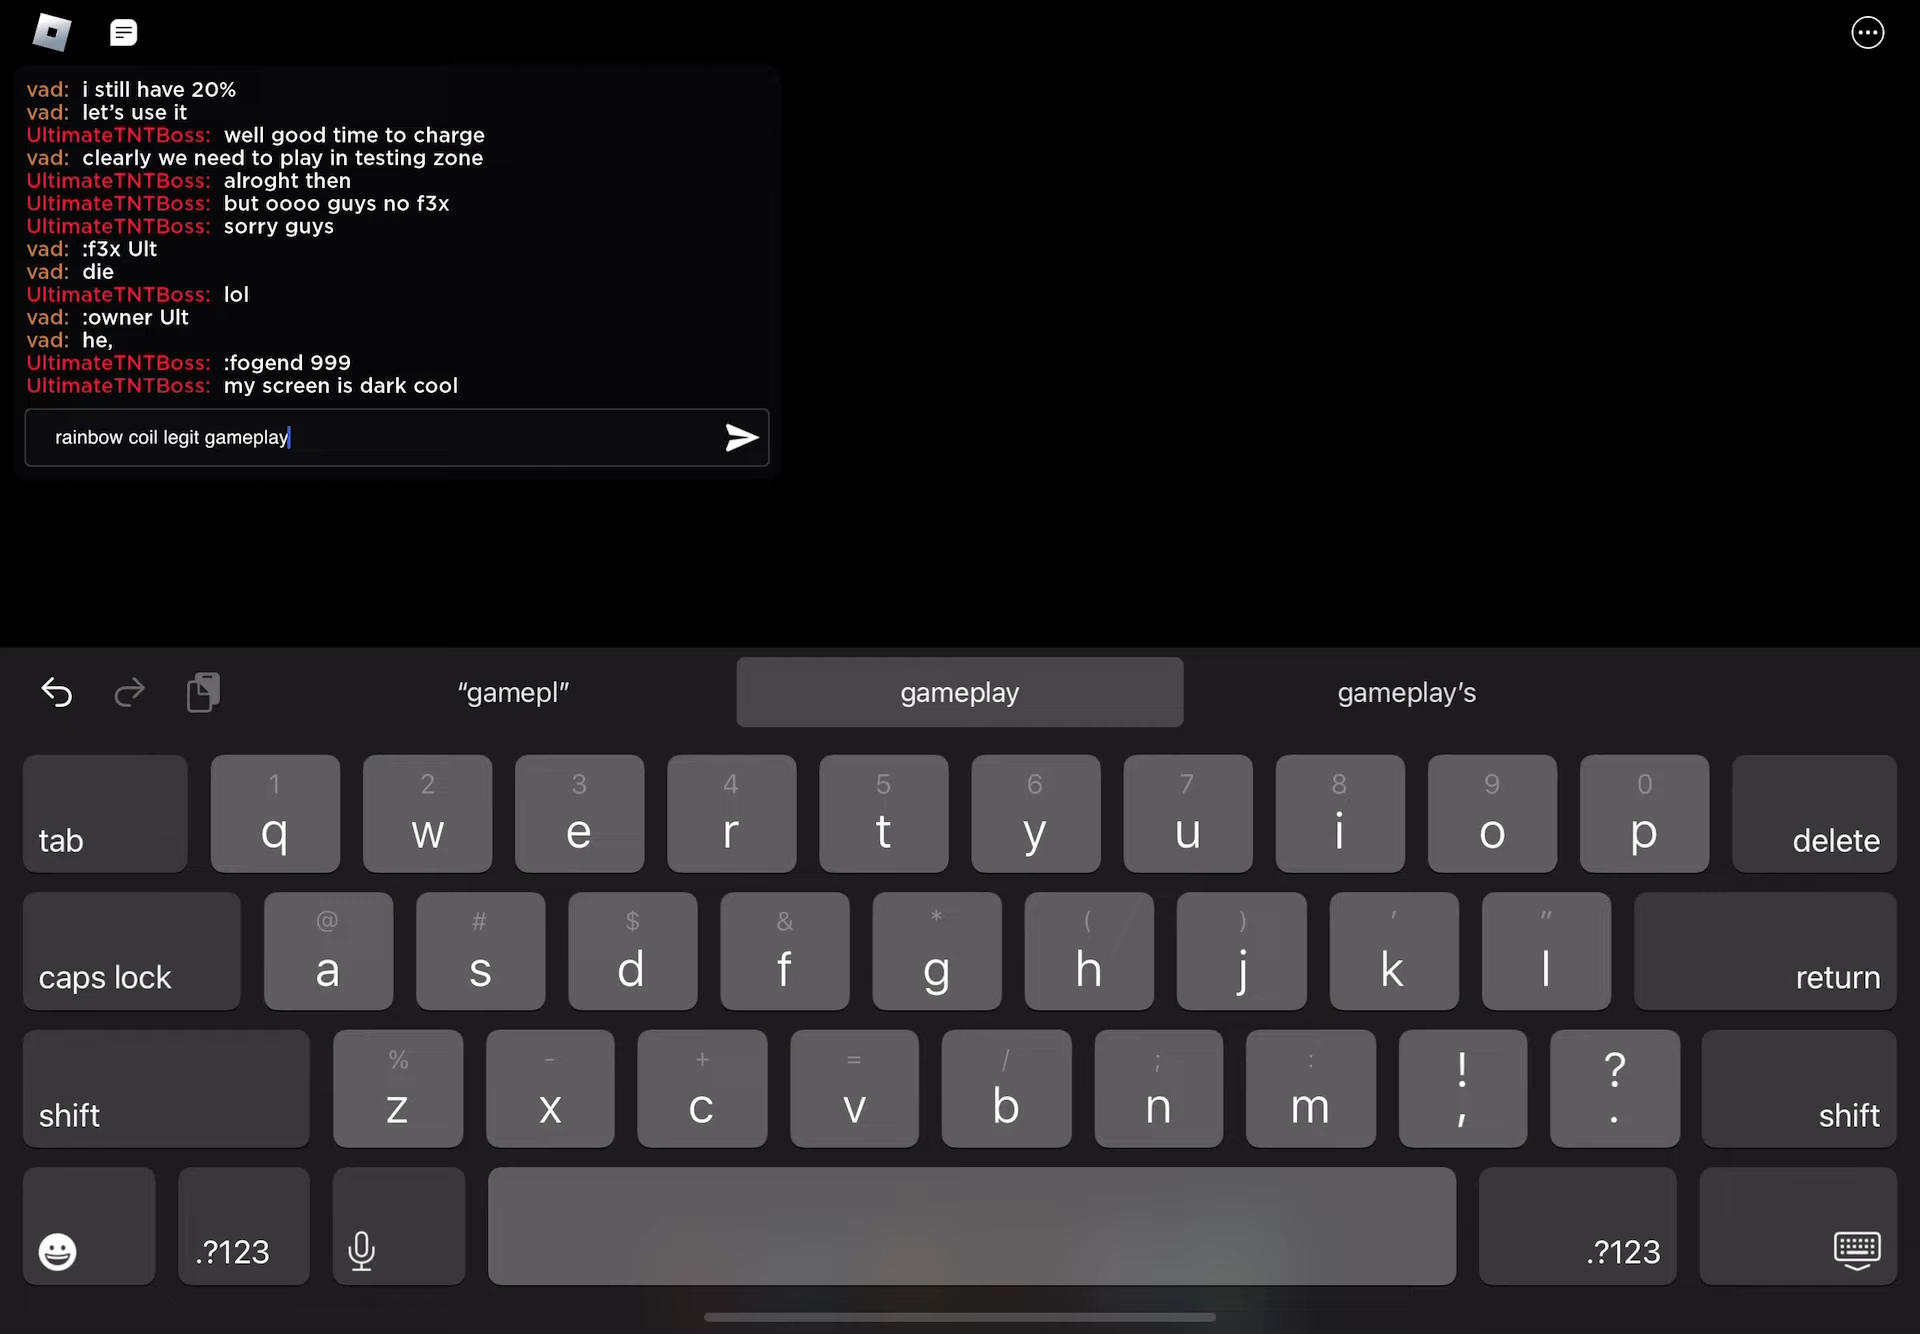 vad: i still have 20%
vad: let's use it
UltimateTNTBoss: well good time to charge
vad: clearly we need to play in testing zone
UltimateTNTBoss: alroght then
UltimateTNTBoss: but oooo guys no f3x
UltimateTNTBoss: sorry guys
vad: :f3x Ult
vad: die
UltimateTNTBoss: lol
vad: :owner Ult
vad: he,
UltimateTNTBoss: :fogend 999
UltimateTNTBoss: my screen is dark cool
rainbow coil legit gameplay
“gamepl” gameplay gameplay’s
1 2 3 4 5 6 7 8 9 0
tab q w e r t y u i o p delete
@ # $ & * ( ) ' "
caps lock a s d f g h j k l return
% - + = / ; : ! ?
shift z x c v b n m , . shift
.?123 .?123